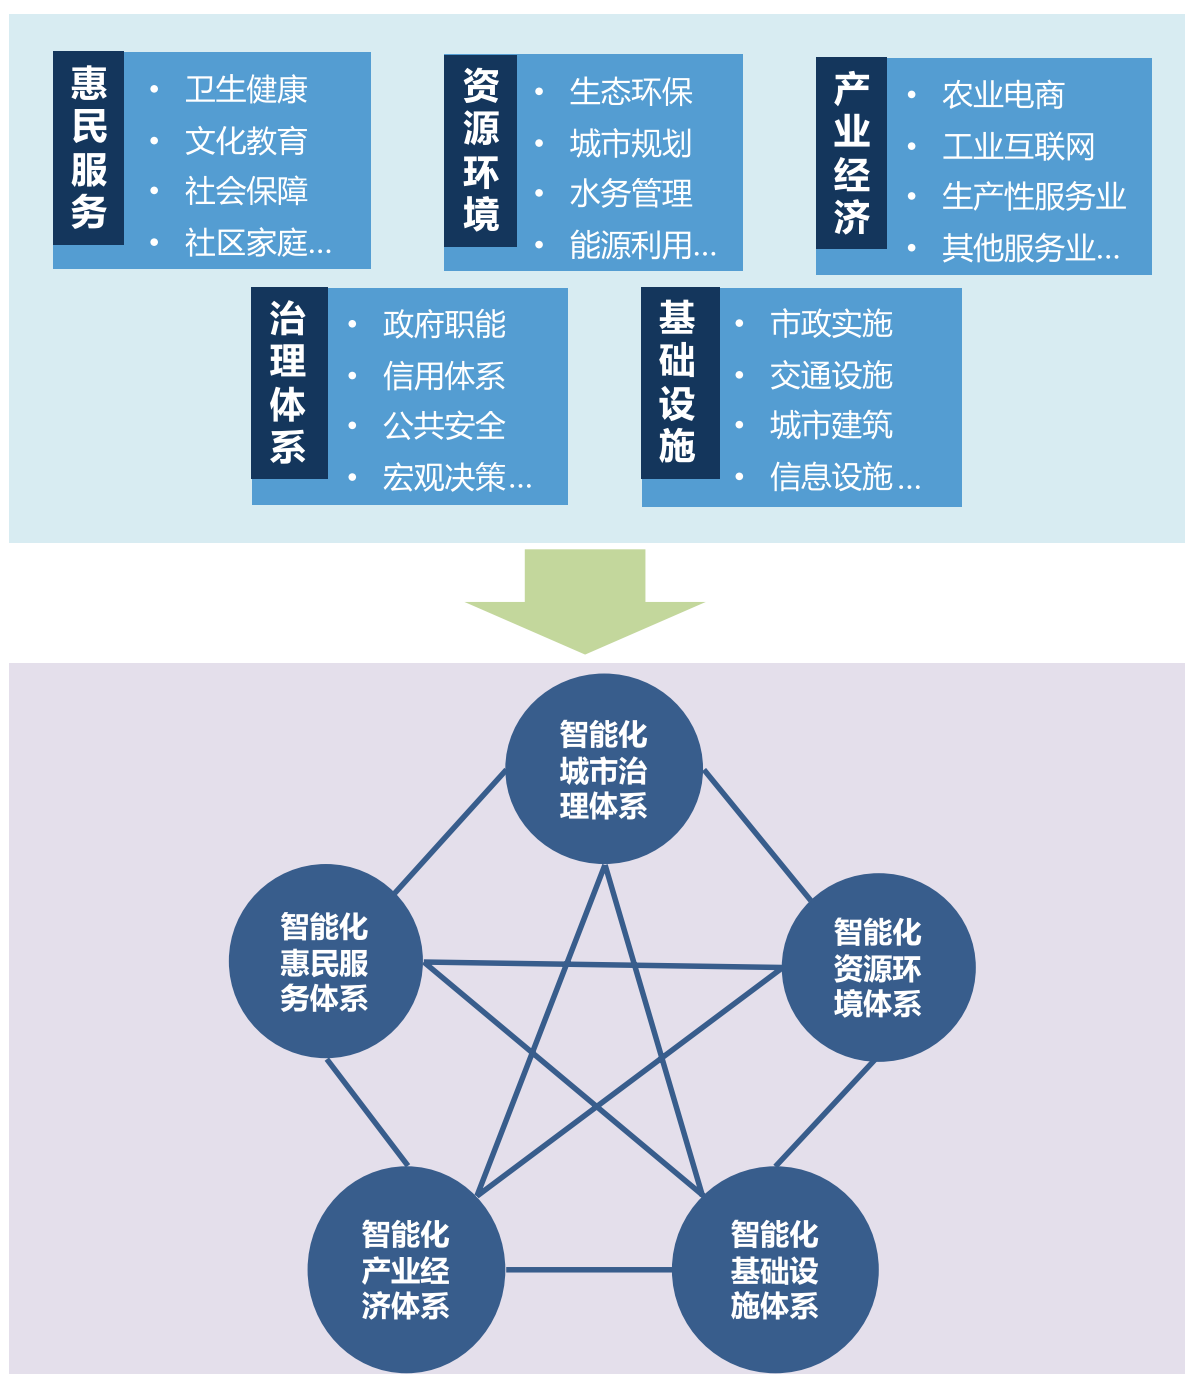 惠民服务
• 卫生健康
• 文化教育
• 社会保障
• 社区家庭...
资源环境
• 生态环保
• 城市规划
• 水务管理
• 能源利用...
产业经济
• 农业电商
• 工业互联网
• 生产性服务业
• 其他服务业...
治理体系
• 政府职能
• 信用体系
• 公共安全
• 宏观决策...
基础设施
• 市政实施
• 交通设施
• 城市建筑
• 信息设施...
智能化
城市治
理体系
智能化
惠民服
务体系
智能化
资源环
境体系
智能化
产业经
济体系
智能化
基础设
施体系